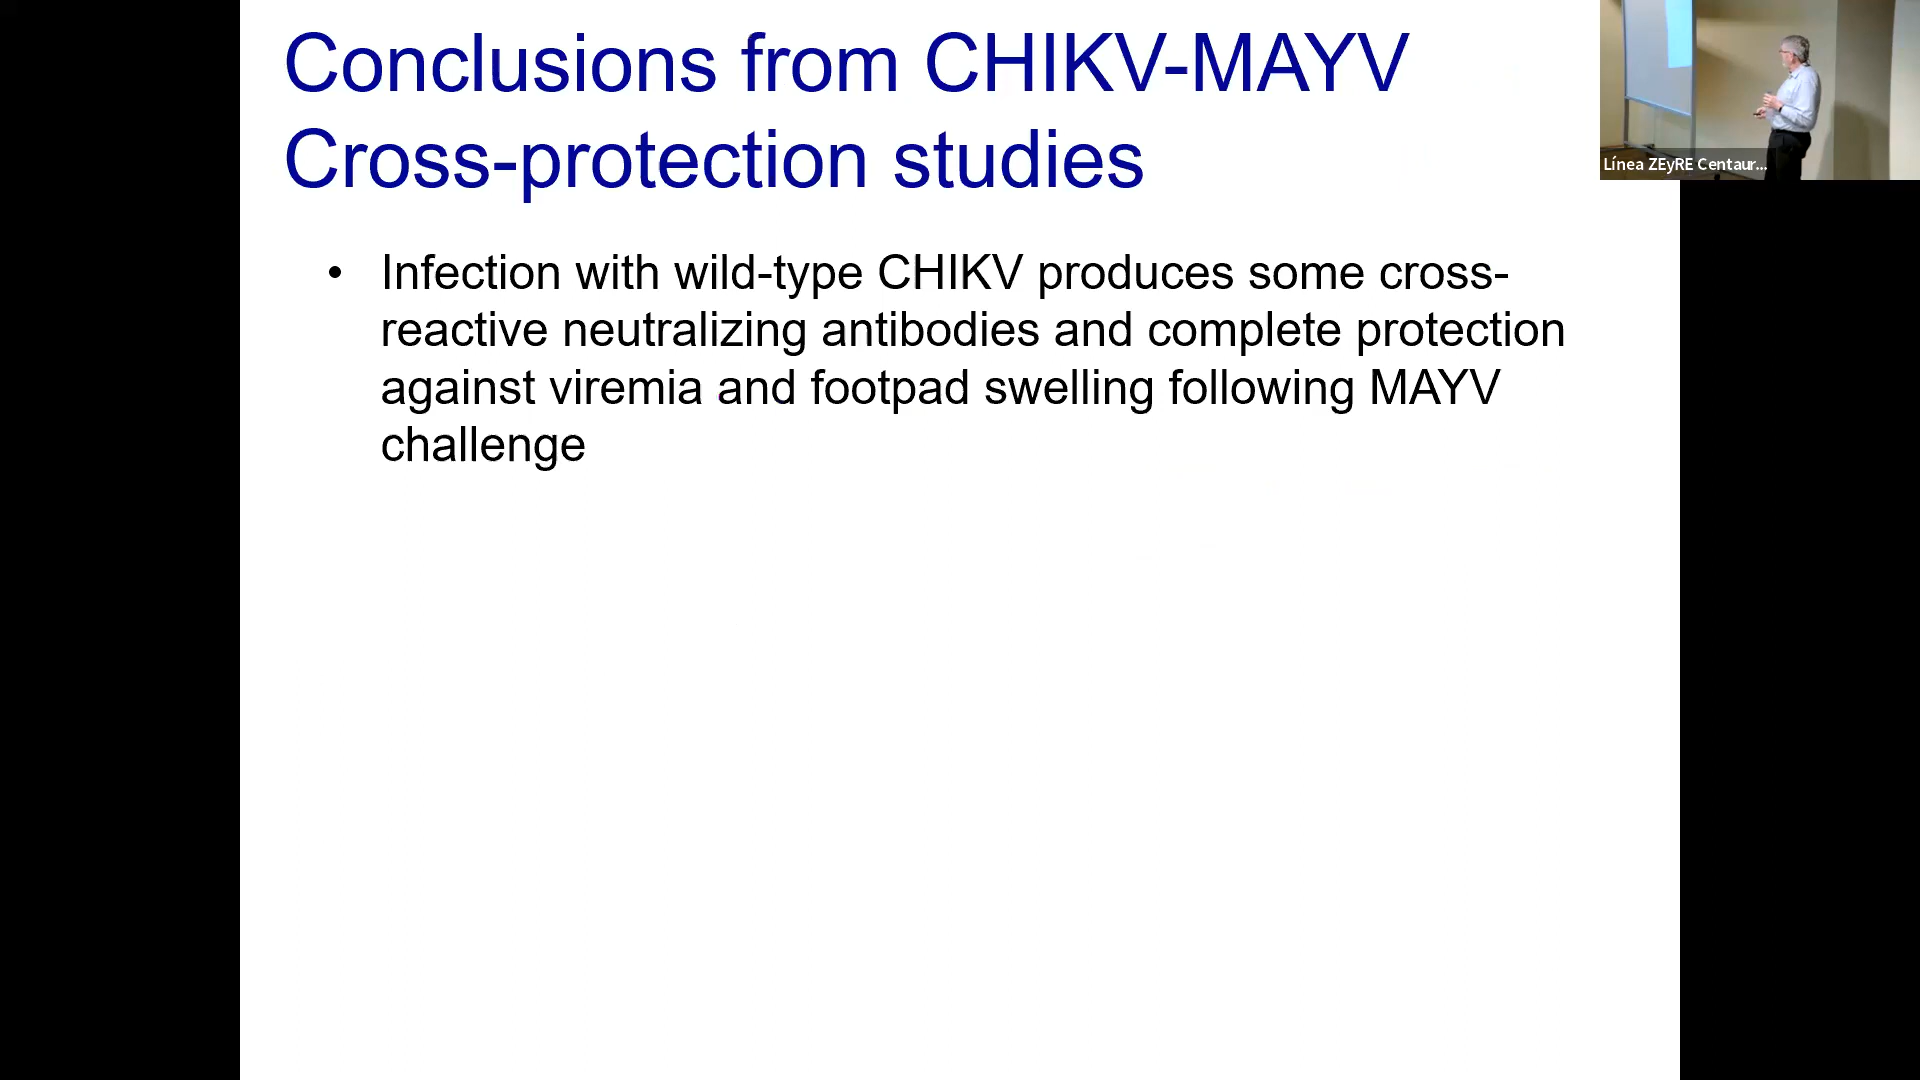 Conclusions from CHIKV-MAYV
Cross-protection studies
Línea ZEyRE Centaur...
• Infection with wild-type CHIKV produces some cross-
reactive neutralizing antibodies and complete protection
against viremia and footpad swelling following MAYV
challenge